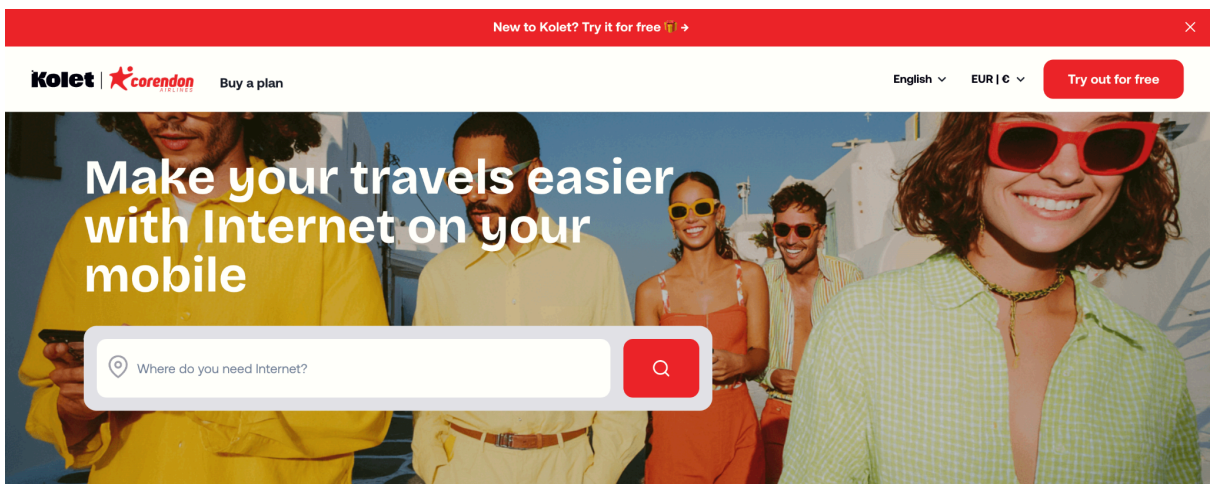 New to Kolet? Try it for free 🎁 →
Kolet | corendon AIRLINES
Buy a plan
English
EUR | €
Try out for free
Make your travels easier
with Internet on your
mobile
Where do you need Internet?